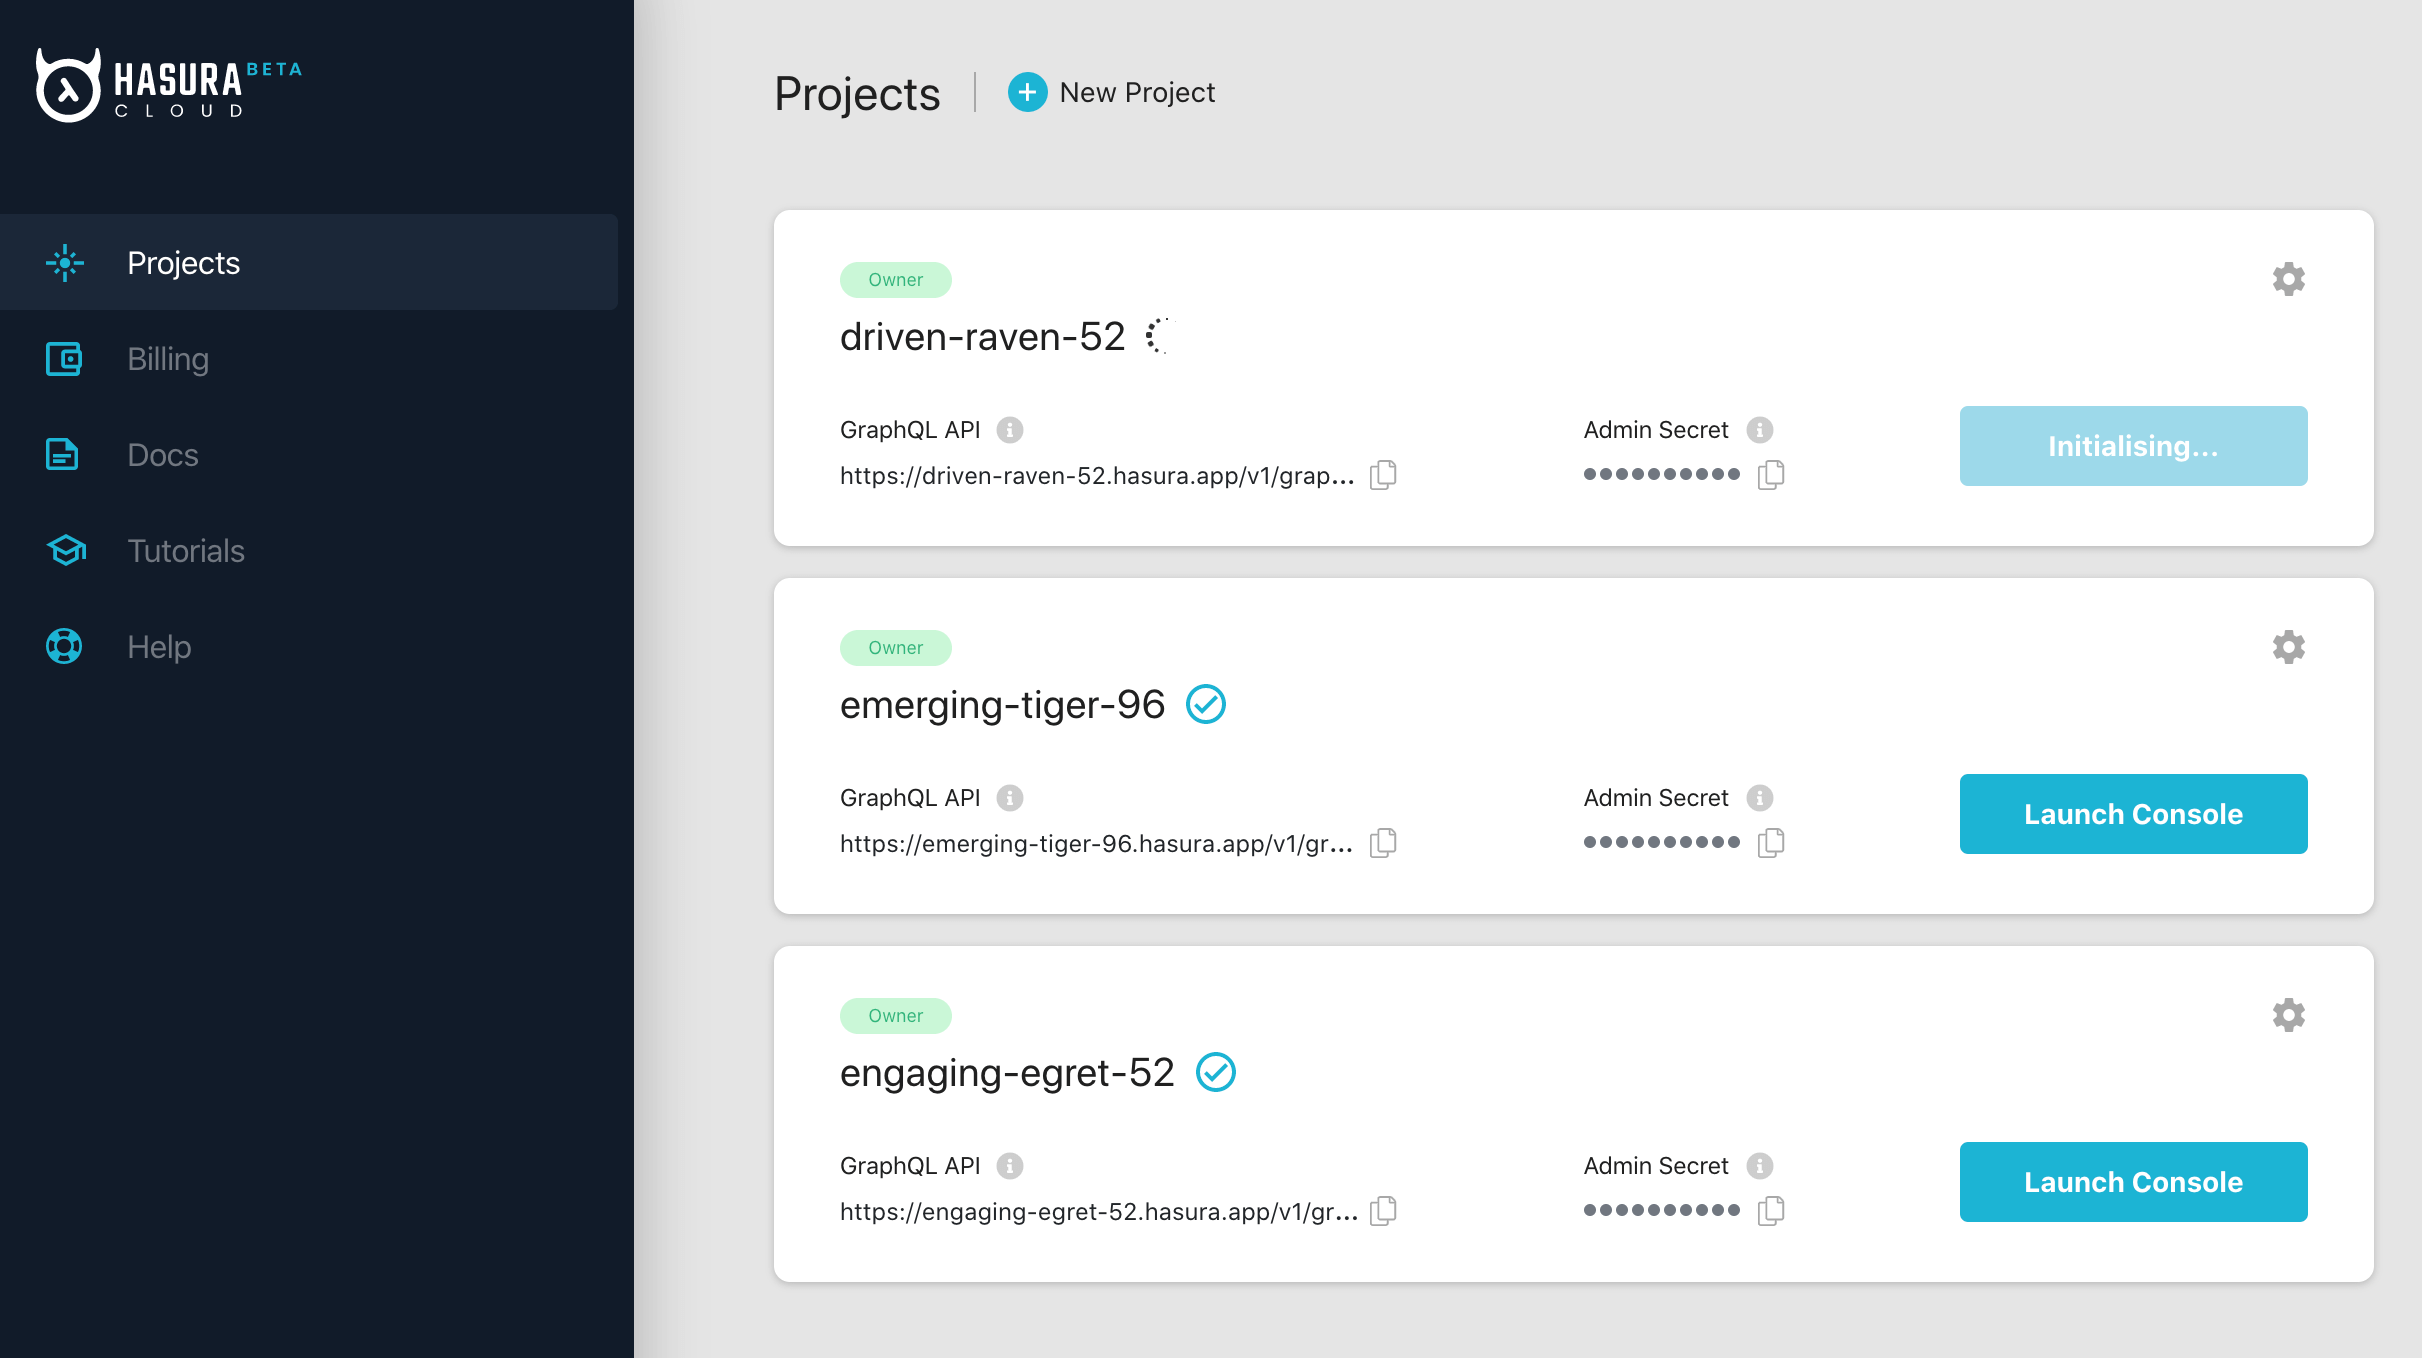 HASURA BETA
CLOUD
Projects
Billing
Docs
Tutorials
Help
Projects
New Project
Owner
driven-raven-52
GraphQL API
Admin Secret
https://driven-raven-52.hasura.app/v1/grap...
Initialising...
Owner
emerging-tiger-96
GraphQL API
Admin Secret
https://emerging-tiger-96.hasura.app/v1/gr...
Launch Console
Owner
engaging-egret-52
GraphQL API
Admin Secret
https://engaging-egret-52.hasura.app/v1/gr...
Launch Console